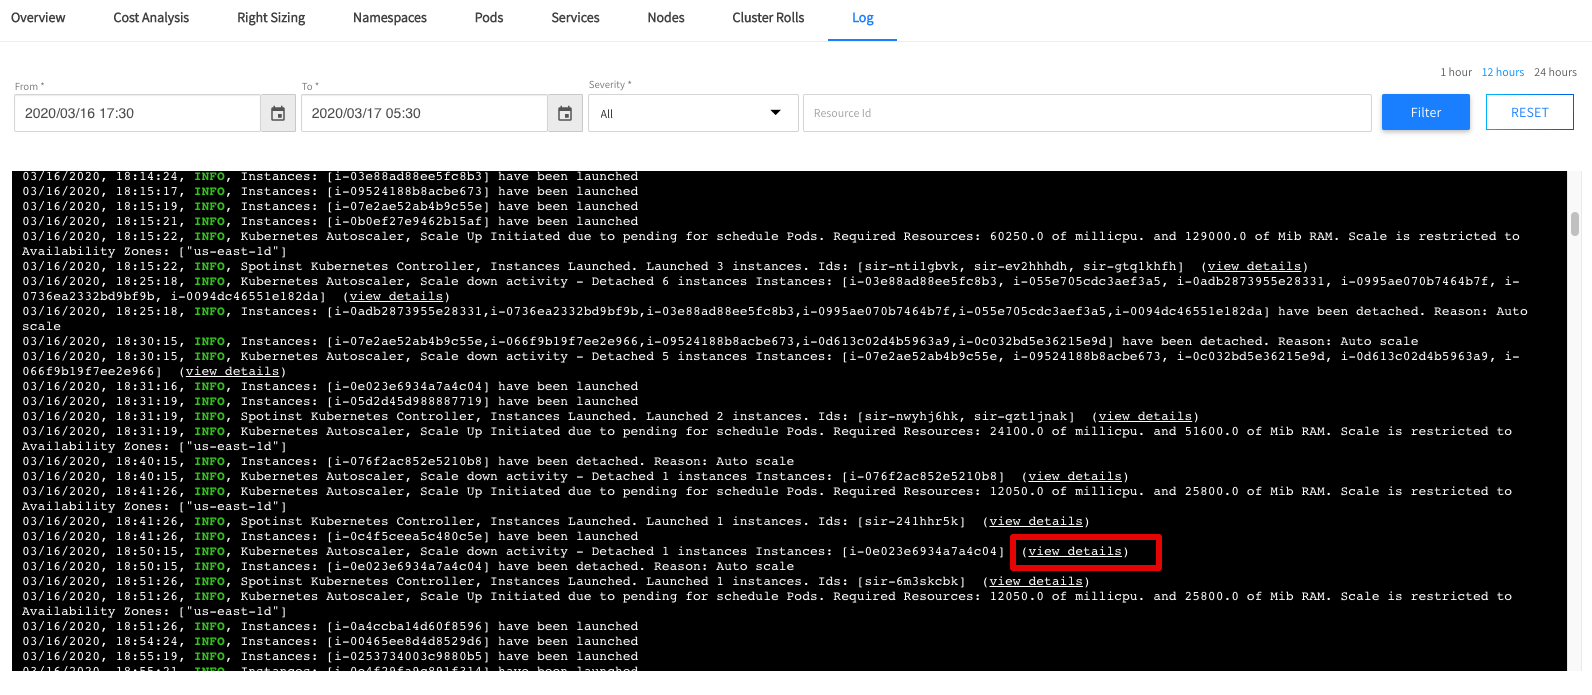 Overview Cost Analysis Right Sizing Namespaces Pods Services Nodes Cluster Rolls Log
1 hour 12 hours 24 hours
From * To * Severity *
2020/03/16 17:30 2020/03/17 05:30 All Resource Id Filter RESET
03/16/2020, 18:14:24, INFO, Instances: [i-03e88ad88ee5fc8b3] have been launched
03/16/2020, 18:15:17, INFO, Instances: [i-09524188b8acbe673] have been launched
03/16/2020, 18:15:19, INFO, Instances: [i-07e2ae52ab4b9c55e] have been launched
03/16/2020, 18:15:21, INFO, Instances: [i-0b0ef27e9462b15af] have been launched
03/16/2020, 18:15:22, INFO, Kubernetes Autoscaler, Scale Up Initiated due to pending for schedule Pods. Required Resources: 60250.0 of millicpu. and 129000.0 of Mib RAM. Scale is restricted to
Availability Zones: ["us-east-1d"]
03/16/2020, 18:15:22, INFO, Spotinst Kubernetes Controller, Instances Launched. Launched 3 instances. Ids: [sir-nti1gbvk, sir-ev2hhhdh, sir-gtq1khfh] (view details)
03/16/2020, 18:25:18, INFO, Kubernetes Autoscaler, Scale down activity - Detached 6 instances Instances: [i-03e88ad88ee5fc8b3, i-055e705cdc3aef3a5, i-0adb2873955e28331, i-0995ae070b7464b7f, i-
0736ea2332bd9bf9b, i-0094dc46551e182da] (view details)
03/16/2020, 18:25:18, INFO, Instances: [i-0adb2873955e28331,i-0736ea2332bd9bf9b,i-03e88ad88ee5fc8b3,i-0995ae070b7464b7f,i-055e705cdc3aef3a5,i-0094dc46551e182da] have been detached. Reason: Auto
scale
03/16/2020, 18:30:15, INFO, Instances: [i-07e2ae52ab4b9c55e,i-066f9b19f7ee2e966,i-09524188b8acbe673,i-0d613c02d4b5963a9,i-0c032bd5e36215e9d] have been detached. Reason: Auto scale
03/16/2020, 18:30:15, INFO, Kubernetes Autoscaler, Scale down activity - Detached 5 instances Instances: [i-07e2ae52ab4b9c55e, i-09524188b8acbe673, i-0c032bd5e36215e9d, i-0d613c02d4b5963a9, i-
066f9b19f7ee2e966] (view details)
03/16/2020, 18:31:16, INFO, Instances: [i-0e023e6934a7a4c04] have been launched
03/16/2020, 18:31:19, INFO, Instances: [i-05d2d45d988887719] have been launched
03/16/2020, 18:31:19, INFO, Spotinst Kubernetes Controller, Instances Launched. Launched 2 instances. Ids: [sir-nwyhj6hk, sir-qzt1jnak] (view details)
03/16/2020, 18:31:19, INFO, Kubernetes Autoscaler, Scale Up Initiated due to pending for schedule Pods. Required Resources: 24100.0 of millicpu. and 51600.0 of Mib RAM. Scale is restricted to
Availability Zones: ["us-east-1d"]
03/16/2020, 18:40:15, INFO, Instances: [i-076f2ac852e5210b8] have been detached. Reason: Auto scale
03/16/2020, 18:40:15, INFO, Kubernetes Autoscaler, Scale down activity - Detached 1 instances Instances: [i-076f2ac852e5210b8] (view details)
03/16/2020, 18:41:26, INFO, Kubernetes Autoscaler, Scale Up Initiated due to pending for schedule Pods. Required Resources: 12050.0 of millicpu. and 25800.0 of Mib RAM. Scale is restricted to
Availability Zones: ["us-east-1d"]
03/16/2020, 18:41:26, INFO, Spotinst Kubernetes Controller, Instances Launched. Launched 1 instances. Ids: [sir-241hhr5k] (view details)
03/16/2020, 18:41:26, INFO, Instances: [i-0c4f5ceea5c480c5e] have been launched
03/16/2020, 18:50:15, INFO, Kubernetes Autoscaler, Scale down activity - Detached 1 instances Instances: [i-0e023e6934a7a4c04] (view details)
03/16/2020, 18:50:15, INFO, Instances: [i-0e023e6934a7a4c04] have been detached. Reason: Auto scale
03/16/2020, 18:51:26, INFO, Spotinst Kubernetes Controller, Instances Launched. Launched 1 instances. Ids: [sir-6m3skcbk] (view details)
03/16/2020, 18:51:26, INFO, Kubernetes Autoscaler, Scale Up Initiated due to pending for schedule Pods. Required Resources: 12050.0 of millicpu. and 25800.0 of Mib RAM. Scale is restricted to
Availability Zones: ["us-east-1d"]
03/16/2020, 18:51:26, INFO, Instances: [i-0a4ccba14d60f8596] have been launched
03/16/2020, 18:54:24, INFO, Instances: [i-00465ee8d4d8529d6] have been launched
03/16/2020, 18:55:19, INFO, Instances: [i-0253734003c9880b5] have been launched
03/16/2020, 18:55:21, INFO, Instances: have been launched